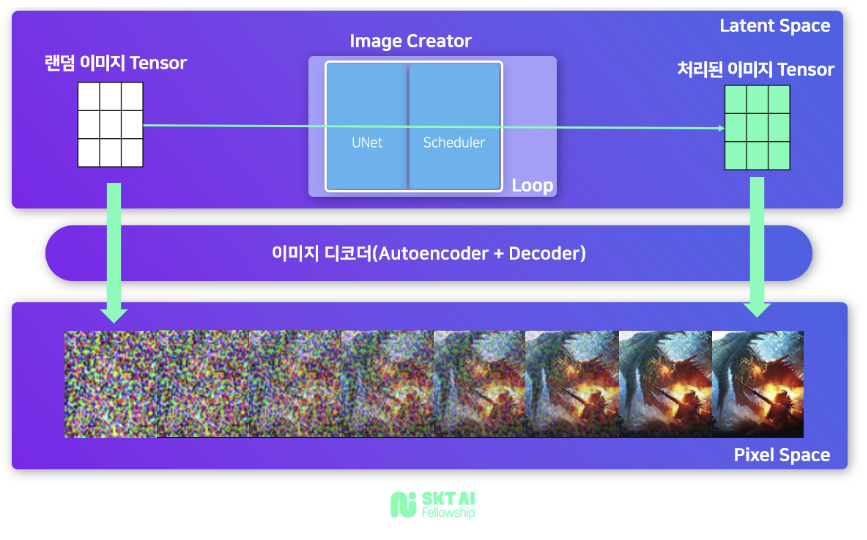 Latent Space
Image Creator
랜덤 이미지 Tensor
처리된 이미지 Tensor
UNet
Scheduler
Loop
이미지 디코더(Autoencoder + Decoder)
Pixel Space
SKT AI
Fellowship